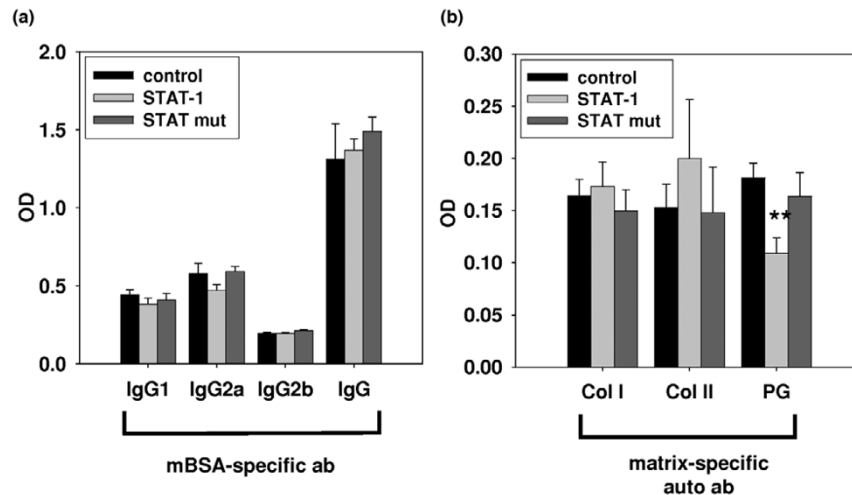 (a)
2.0
1.5
1.0
0.5
0.0
OD
control
STAT-1
STAT mut
IgG1 IgG2a IgG2b IgG
mBSA-specific ab
(b)
0.30
0.25
0.20
0.15
0.10
0.05
0.00
OD
control
STAT-1
STAT mut
**
Col I Col II PG
matrix-specific
auto ab